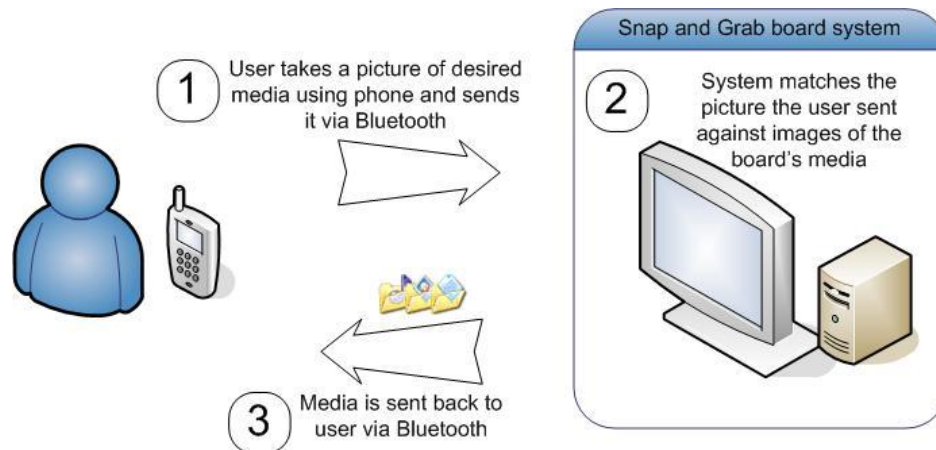 Snap and Grab board system
1
User takes a picture of desired
media using phone and sends
it via Bluetooth
2
System matches the
picture the user sent
against images of the
board's media
3
Media is sent back to
user via Bluetooth